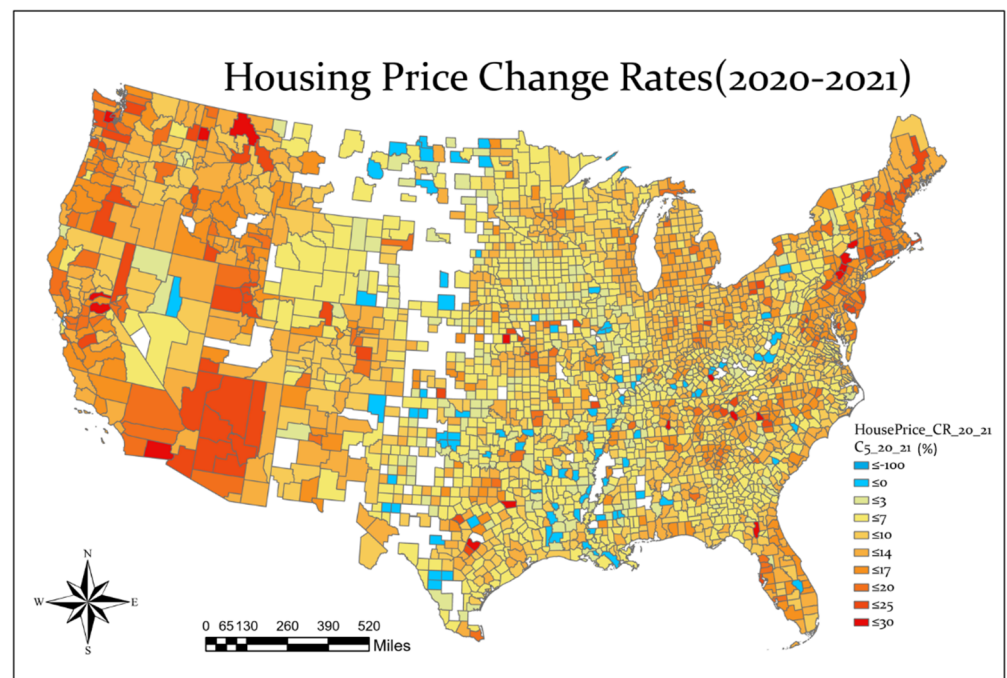 Housing Price Change Rates(2020-2021)
HousePrice_CR_20_21
C5_20_21 (%)
≤-100
≤0
≤3
≤7
≤10
≤14
≤17
≤20
≤25
≤30
N
W E
S
0 65 130 260 390 520
Miles